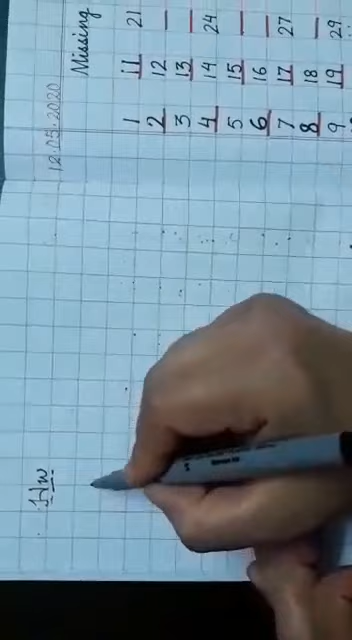 Hw
12.05.2020
Missing
1 11 21
2 12 _
3 13 _
4 14 24
5 15 _
6 16 _
7 17 27
8 18 _
9 19 29